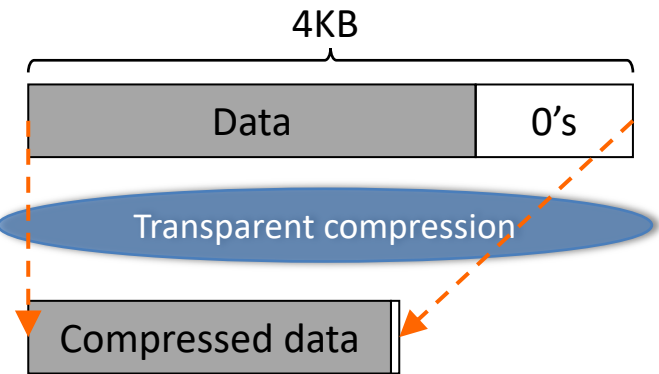 4KB
Data 0’s
Transparent compression
Compressed data